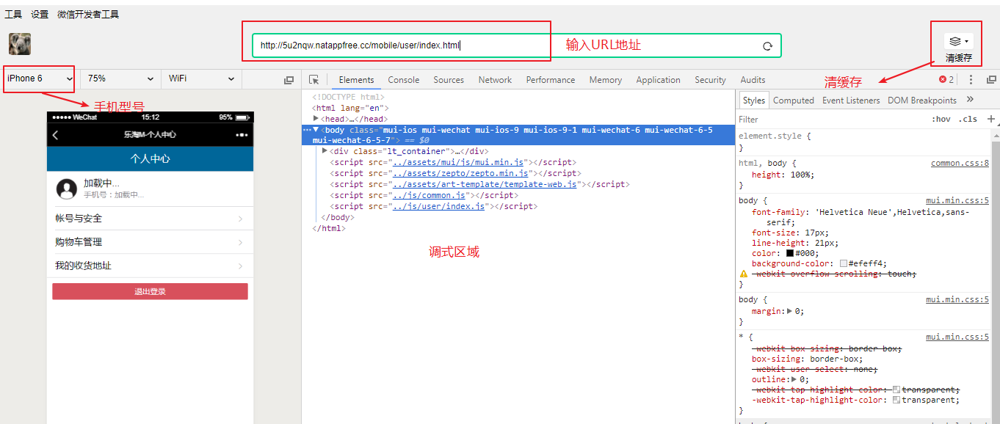 工具 设置 微信开发者工具
http://5u2nqw.natappfree.cc/mobile/user/index.html
输入URL地址
清缓存
iPhone 6
75%
WiFi
手机型号
清缓存
Elements Console Sources Network Performance Memory Application Security Audits
2
WeChat 15:12 95%
乐淘M-个人中心
个人中心
加载中...
手机号：加载中...
帐号与安全
购物车管理
我的收货地址
退出登录
<!DOCTYPE html>
<html lang="en">
<head>…</head>
<body class="mui-ios mui-wechat mui-ios-9 mui-ios-9-1 mui-wechat-6 mui-wechat-6-5
mui-wechat-6-5-7"> == $0
<div class="lt_container">…</div>
<script src="../assets/mui/js/mui.min.js"></script>
<script src="../assets/zepto/zepto.min.js"></script>
<script src="../assets/art-template/template-web.js"></script>
<script src="../js/common.js"></script>
<script src="../js/user/index.js"></script>
</body>
</html>
调式区域
Styles Computed Event Listeners DOM Breakpoints »
Filter :hov .cls +
element.style {
}
html, body { common.css:8
height: 100%;
}
body { mui.min.css:5
font-family: 'Helvetica Neue',Helvetica,sans-
serif;
font-size: 17px;
line-height: 21px;
color: #000;
background-color: #efeff4;
-webkit-overflow-scrolling: touch;
}
body { mui.min.css:5
margin: 0;
}
* { mui.min.css:5
-webkit-box-sizing: border-box;
box-sizing: border-box;
-webkit-user-select: none;
outline: 0;
-webkit-tap-highlight-color: transparent;
-webkit-tap-highlight-color: transparent;
}